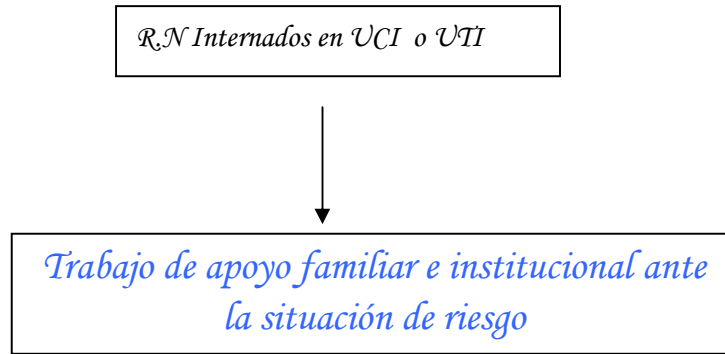 R.N Internados en UCI o UTI
Trabajo de apoyo familiar e institucional ante
la situación de riesgo